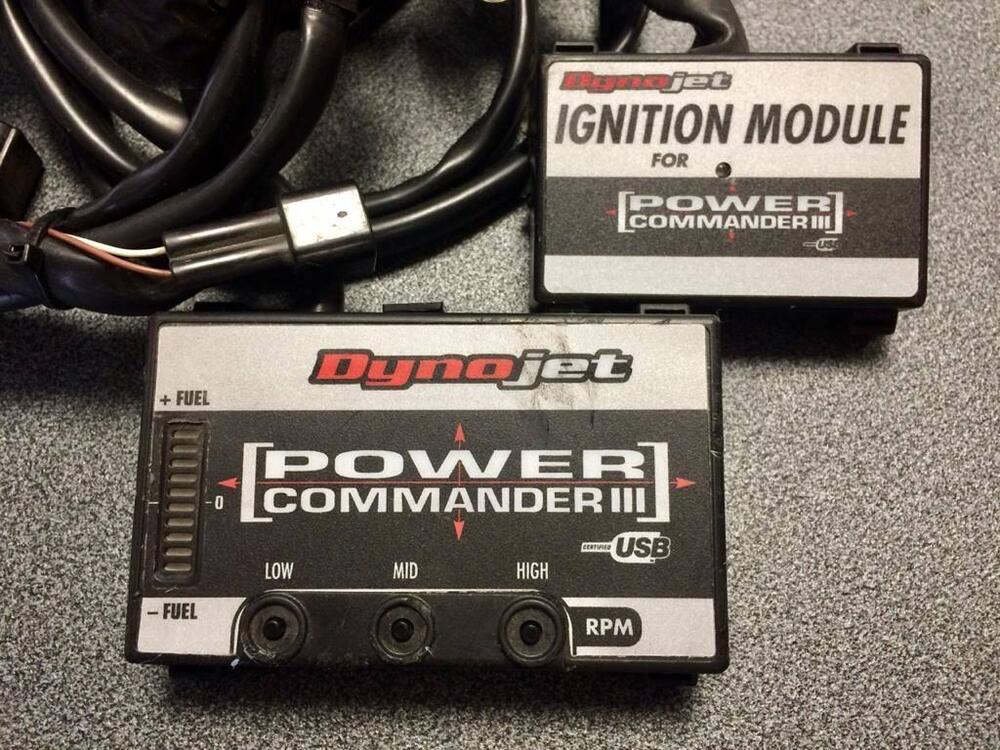 Dynojet
IGNITION MODULE
FOR
POWER
COMMANDER III
USB
Dynojet
+ FUEL
POWER
COMMANDER III
0
CERTIFIED USB
LOW MID HIGH
– FUEL
RPM